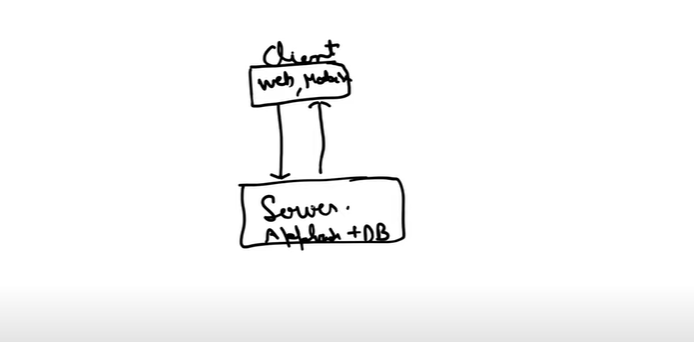 Client
Web, Mobile
Server.
Application + DB